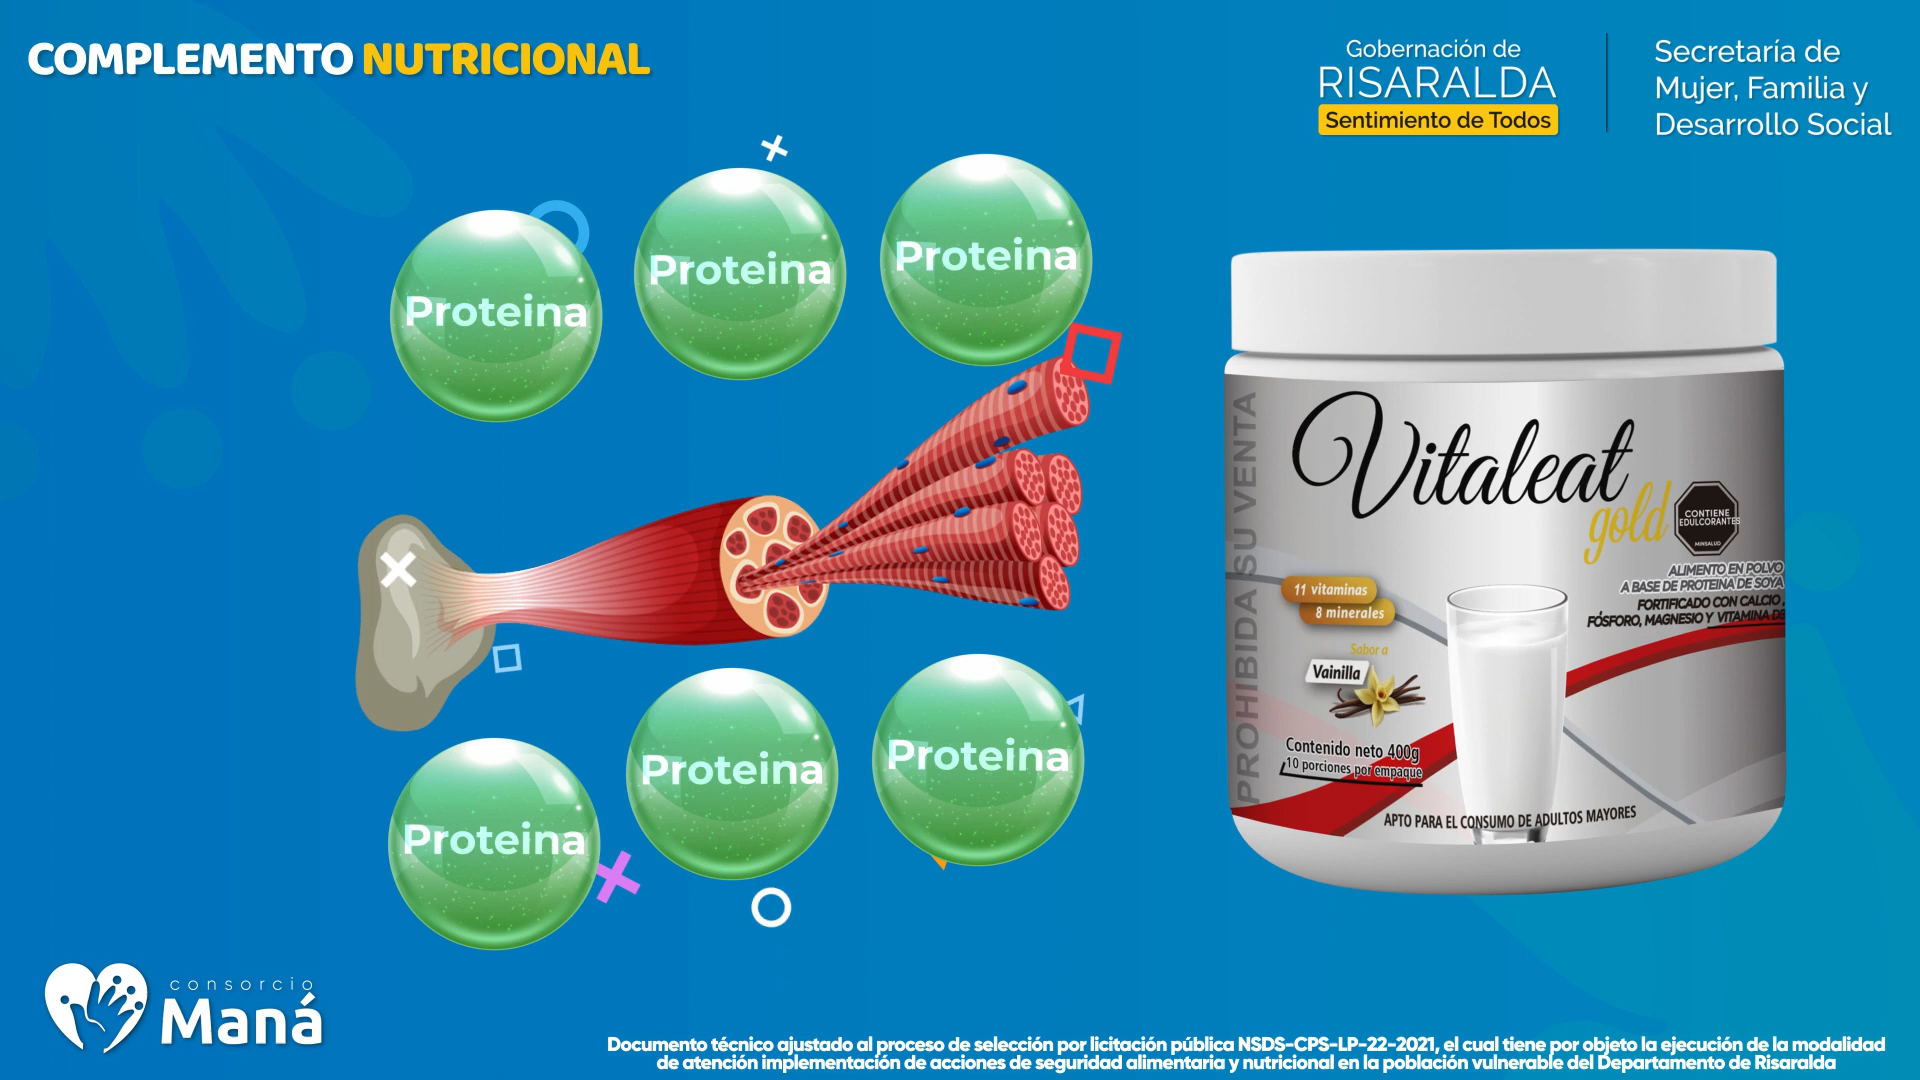 COMPLEMENTO NUTRICIONAL
Gobernación de
RISARALDA
Sentimiento de Todos
Secretaría de
Mujer, Familia y
Desarrollo Social
Proteina
Proteina
Proteina
Proteina
Proteina
Proteina
PROHIBIDA SU VENTA
Vitaleat
gold
CONTIENE
EDULCORANTES
MINSALUD
ALIMENTO EN POLVO
A BASE DE PROTEINA DE SOYA
FORTIFICADO CON CALCIO,
FÓSFORO, MAGNESIO Y VITAMINA
11 vitaminas
8 minerales
Sabor a
Vainilla
Contenido neto 400g
10 porciones por empaque
APTO PARA EL CONSUMO DE ADULTOS MAYORES
consorcio
Maná
Documento técnico ajustado al proceso de selección por licitación pública NSDS-CPS-LP-22-2021, el cual tiene por objeto la ejecución de la modalidad
de atención implementación de acciones de seguridad alimentaria y nutricional en la población vulnerable del Departamento de Risaralda